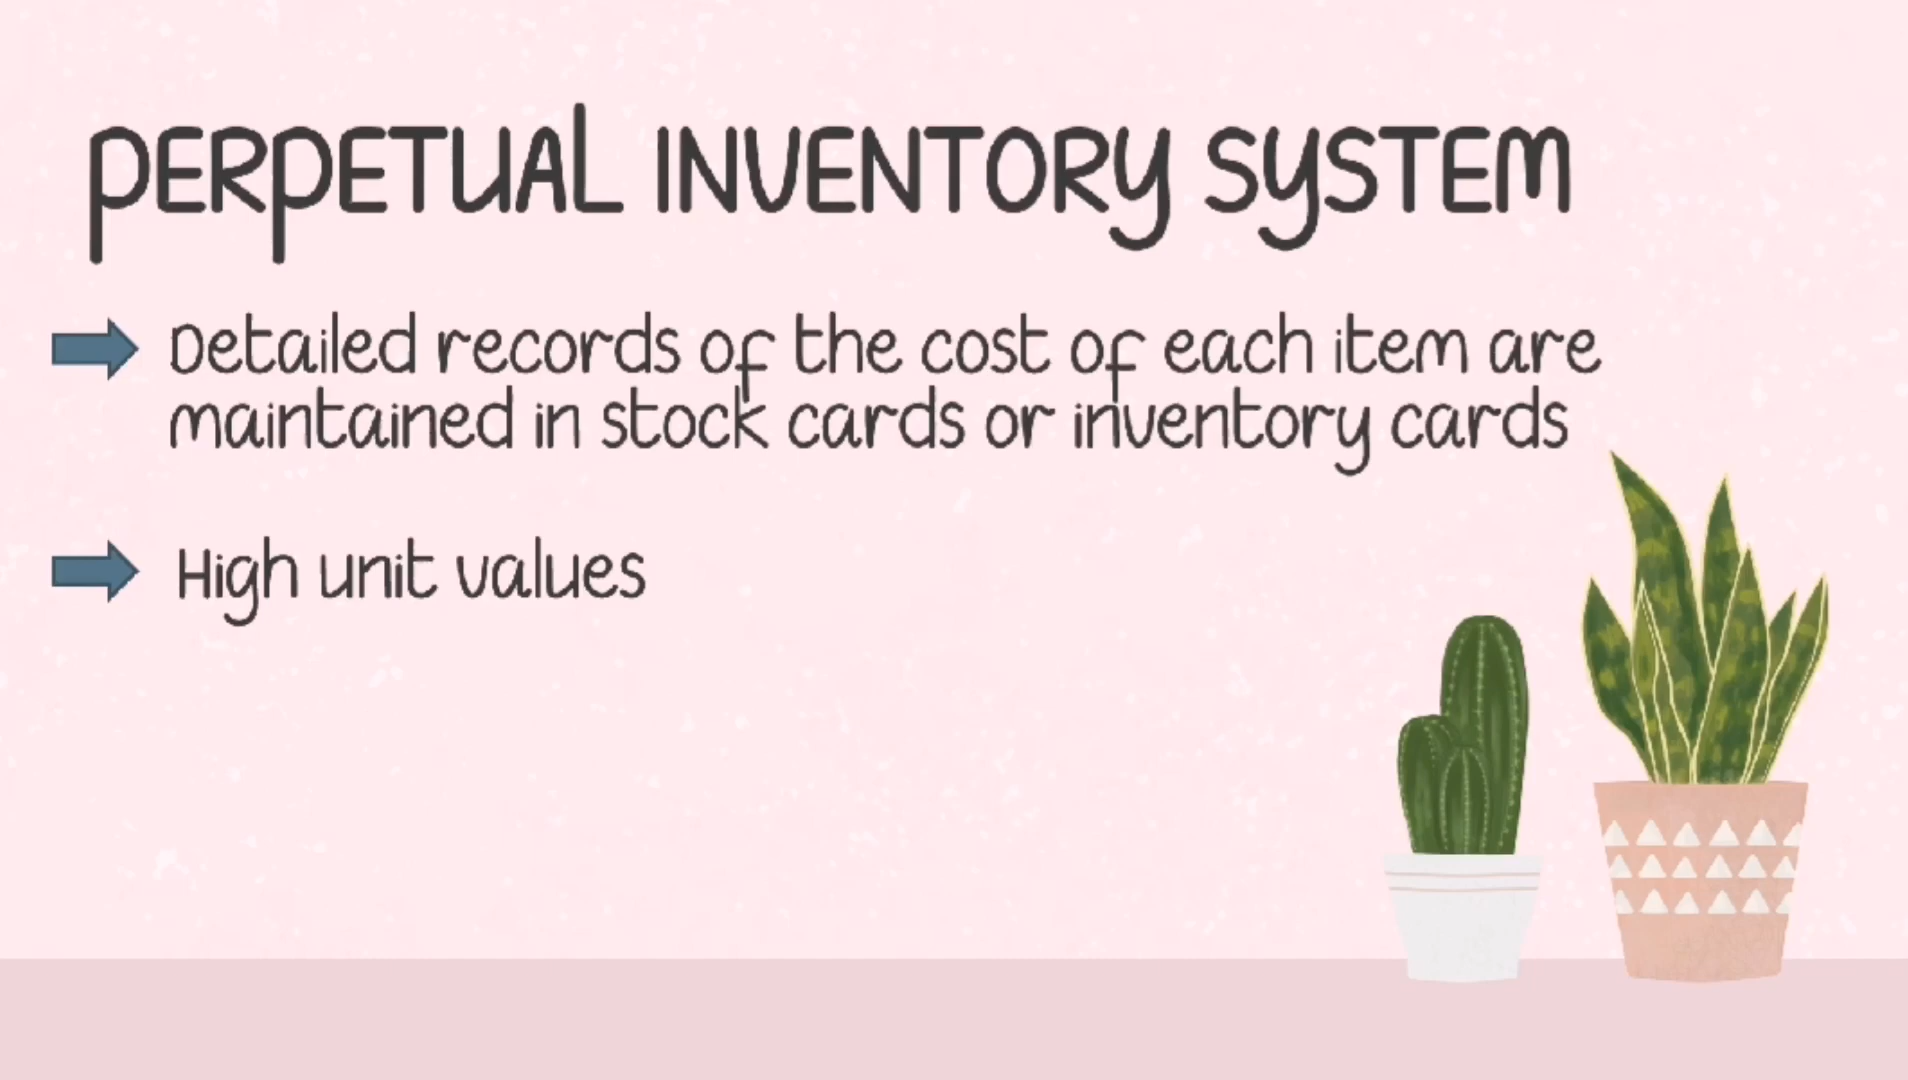 PERPETUAL INVENTORY SYSTEM
Detailed records of the cost of each item are
maintained in stock cards or inventory cards
High unit values